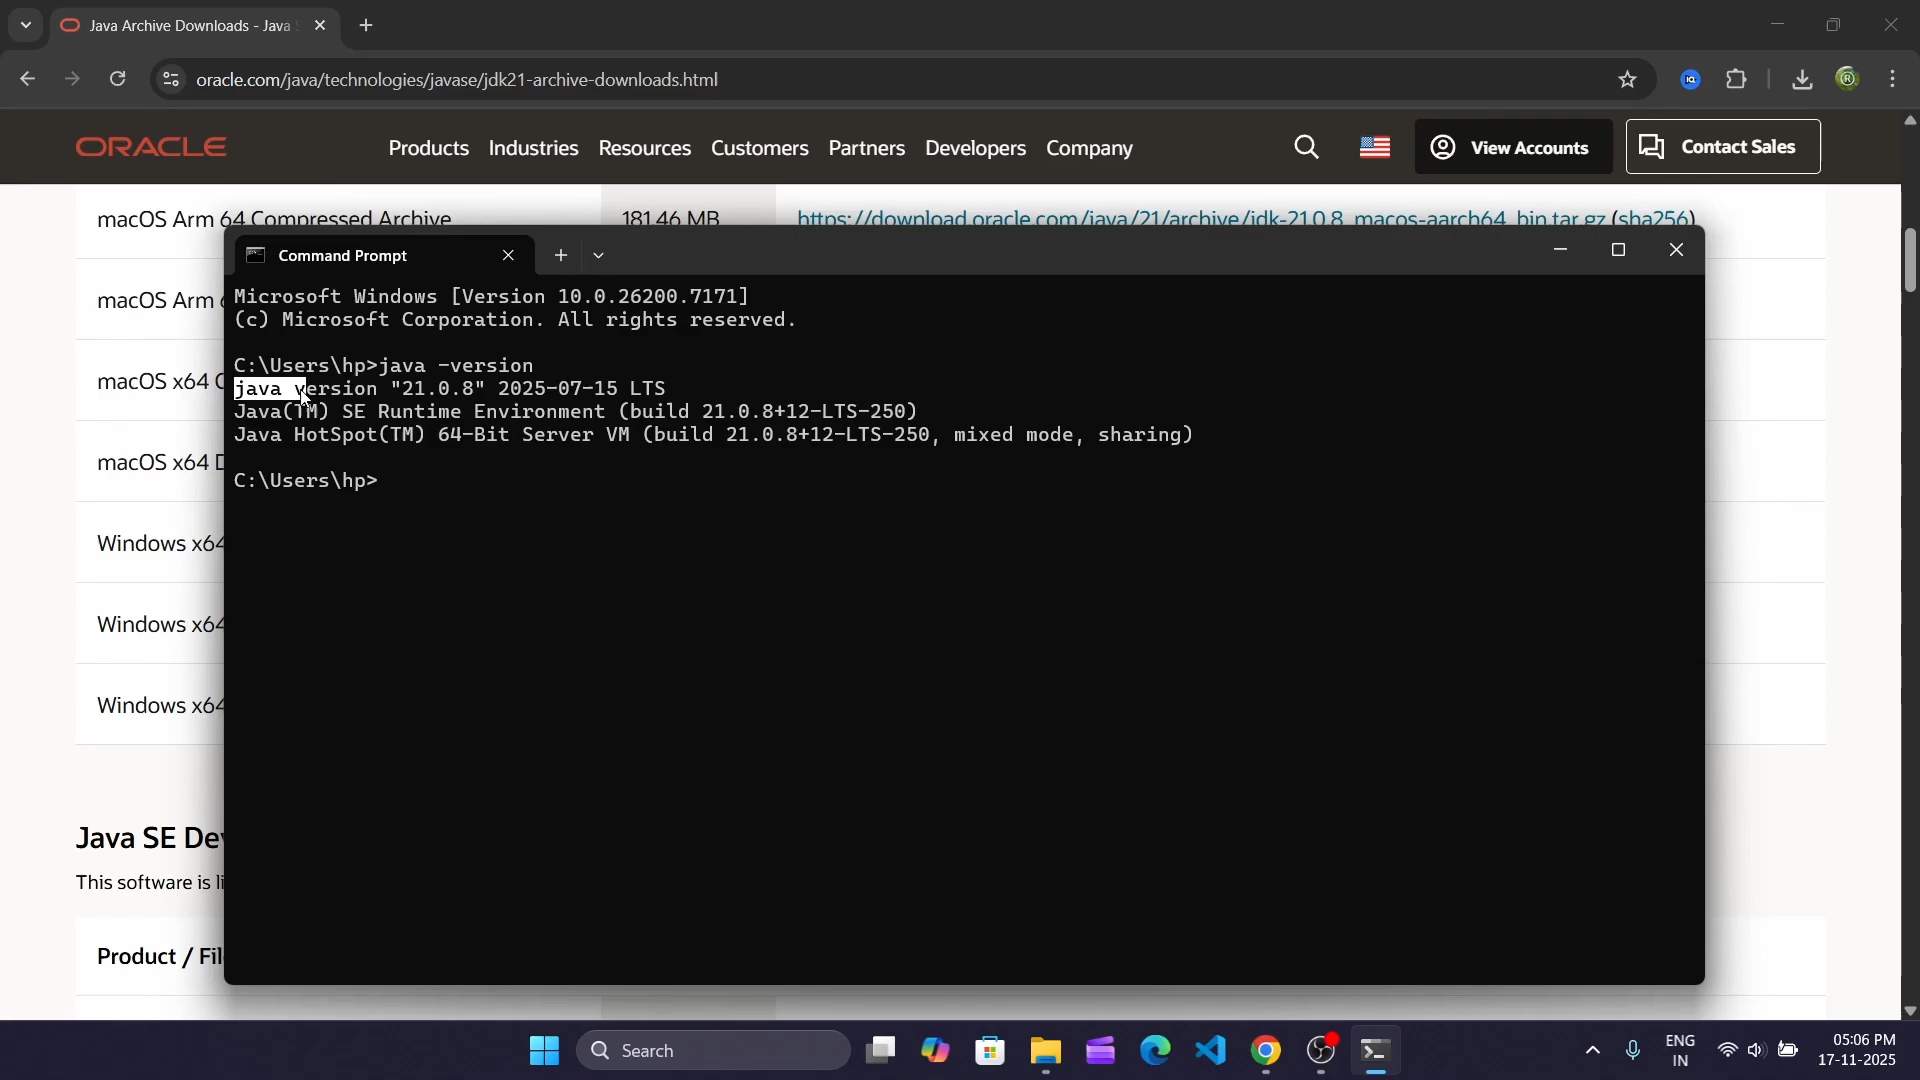 Java Archive Downloads - Java
oracle.com/java/technologies/javase/jdk21-archive-downloads.html
ORACLE
Products Industries Resources Customers Partners Developers Company
View Accounts
Contact Sales
macOS Arm 64 Compressed Archive 181.46 MB https://download.oracle.com/java/21/archive/jdk-21.0.8_macos-aarch64_bin.tar.gz (sha256)
Command Prompt
Microsoft Windows [Version 10.0.26200.7171]
(c) Microsoft Corporation. All rights reserved.
C:\Users\hp>java -version
java version "21.0.8" 2025-07-15 LTS
Java(TM) SE Runtime Environment (build 21.0.8+12-LTS-250)
Java HotSpot(TM) 64-Bit Server VM (build 21.0.8+12-LTS-250, mixed mode, sharing)
C:\Users\hp>
macOS Arm
macOS x64
macOS x64
Windows x64
Windows x64
Windows x64
Java SE
This software is
Product /
Search
ENG
IN
05:06 PM
17-11-2025